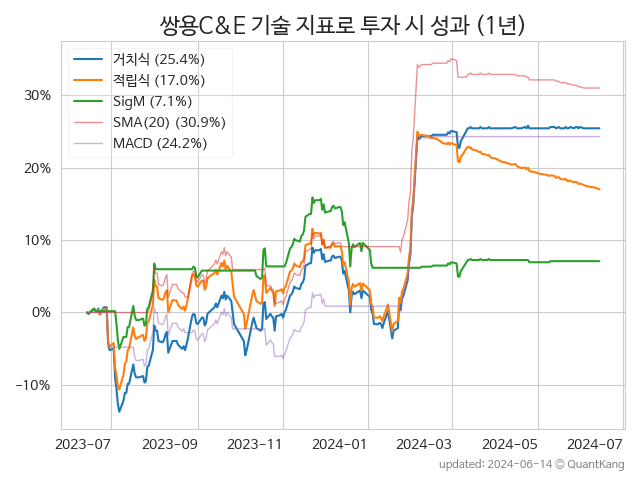 쌍용C&E 기술 지표로 투자 시 성과 (1년)
거치식 (25.4%)
적립식 (17.0%)
SigM (7.1%)
SMA(20) (30.9%)
MACD (24.2%)
30%
20%
10%
0%
−10%
2023-07 2023-09 2023-11 2024-01 2024-03 2024-05 2024-07
updated: 2024-06-14 © QuantKang